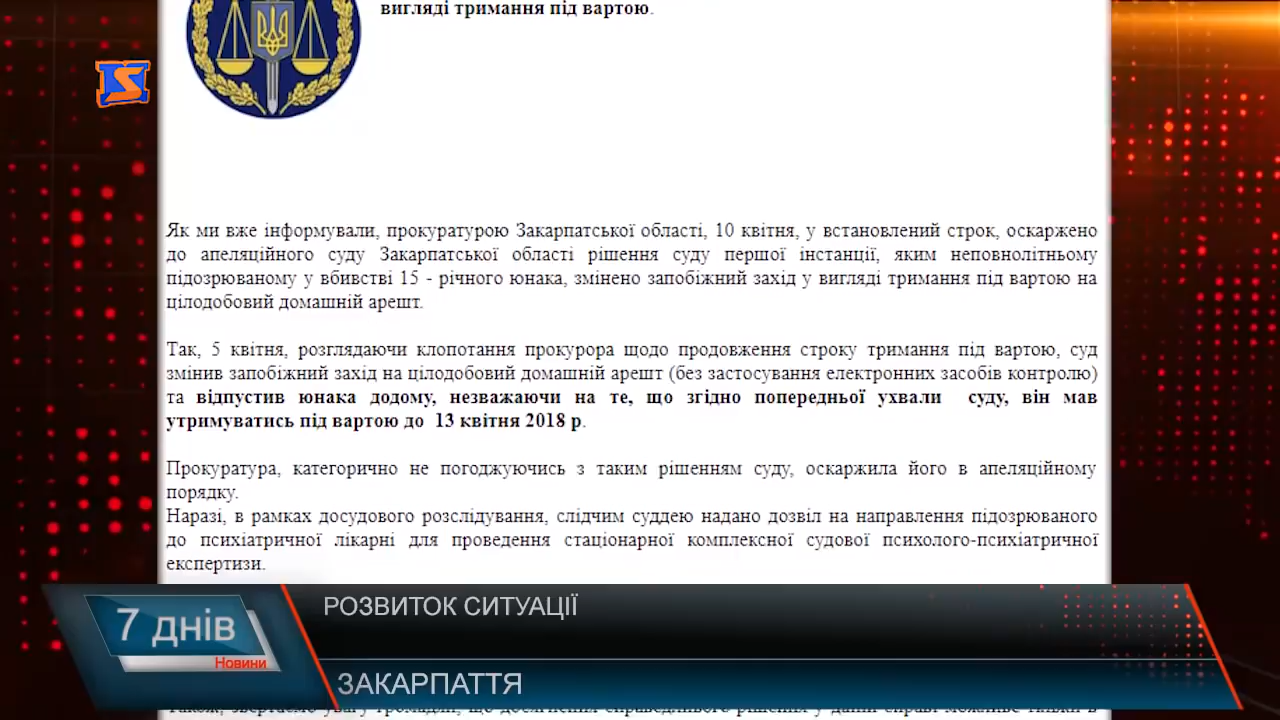 вигляді тримання під вартою.
Як ми вже інформували, прокуратурою Закарпатської області, 10 квітня, у встановлений строк, оскаржено
до апеляційного суду Закарпатської області рішення суду першої інстанції, яким неповнолітньому
підозрюваному у вбивстві 15 - річного юнака, змінено запобіжний захід у вигляді тримання під вартою на
цілодобовий домашній арешт.
Так, 5 квітня, розглядаючи клопотання прокурора щодо продовження строку тримання під вартою, суд
змінив запобіжний захід на цілодобовий домашній арешт (без застосування електронних засобів контролю)
та відпустив юнака додому, незважаючи на те, що згідно попередньої ухвали суду, він мав
утримуватись під вартою до 13 квітня 2018 р.
Прокуратура, категорично не погоджуючись з таким рішенням суду, оскаржила його в апеляційному
порядку.
Наразі, в рамках досудового розслідування, слідчим суддею надано дозвіл на направлення підозрюваного
до психіатричної лікарні для проведення стаціонарної комплексної судової психолого-психіатричної
експертизи.
РОЗВИТОК СИТУАЦІЇ
7 днів
Новини
ЗАКАРПАТТЯ